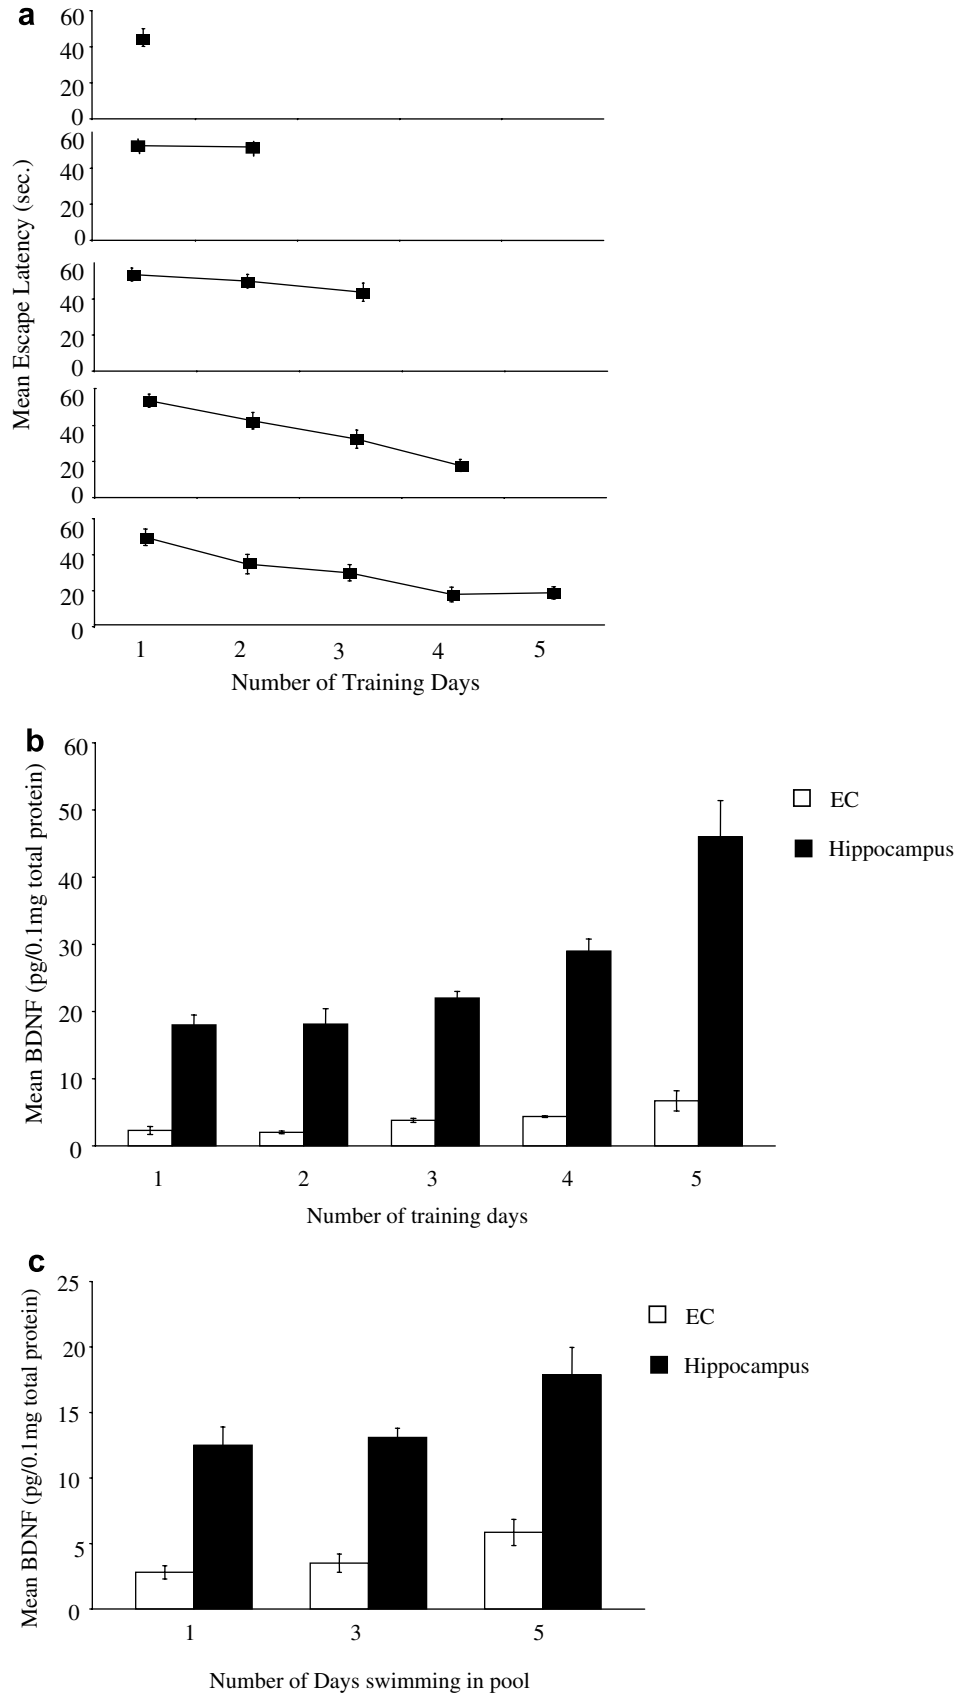 a
60
40
20
0
60
40
20
0
60
40
20
0
60
40
20
0
60
40
20
0
Mean Escape Latency (sec.)
1 2 3 4 5
Number of Training Days
b
60
50
40
30
20
10
0
Mean BDNF (pg/0.1mg total protein)
EC
Hippocampus
1 2 3 4 5
Number of training days
c
25
20
15
10
5
0
Mean BDNF (pg/0.1mg total protein)
EC
Hippocampus
1 3 5
Number of Days swimming in pool